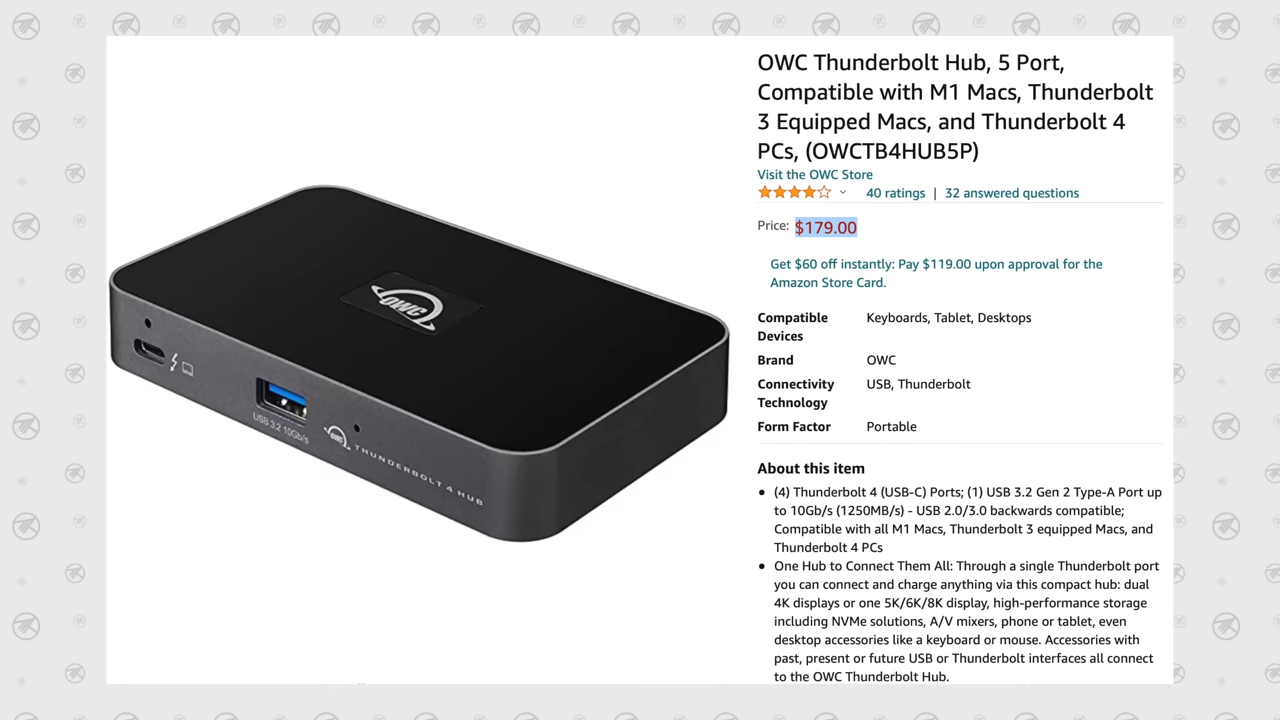 OWC Thunderbolt Hub, 5 Port,
Compatible with M1 Macs, Thunderbolt
3 Equipped Macs, and Thunderbolt 4
PCs, (OWCTB4HUB5P)
Visit the OWC Store
40 ratings | 32 answered questions
Price: $179.00
Get $60 off instantly: Pay $119.00 upon approval for the
Amazon Store Card.
Compatible Keyboards, Tablet, Desktops
Devices
Brand OWC
Connectivity USB, Thunderbolt
Technology
Form Factor Portable
About this item
• (4) Thunderbolt 4 (USB-C) Ports; (1) USB 3.2 Gen 2 Type-A Port up
to 10Gb/s (1250MB/s) - USB 2.0/3.0 backwards compatible;
Compatible with all M1 Macs, Thunderbolt 3 equipped Macs, and
Thunderbolt 4 PCs
• One Hub to Connect Them All: Through a single Thunderbolt port
you can connect and charge anything via this compact hub: dual
4K displays or one 5K/6K/8K display, high-performance storage
including NVMe solutions, A/V mixers, phone or tablet, even
desktop accessories like a keyboard or mouse. Accessories with
past, present or future USB or Thunderbolt interfaces all connect
to the OWC Thunderbolt Hub.
OWC
USB 3.2 10Gb/s
OWC THUNDERBOLT 4 HUB